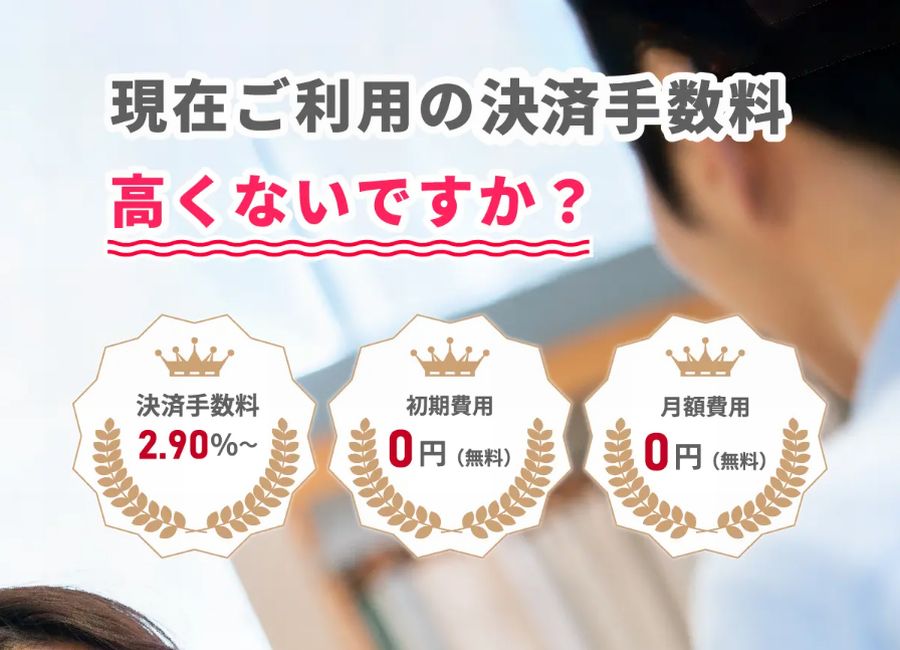 現在ご利用の決済手数料
高くないですか？
決済手数料
2.90%〜
初期費用
0円（無料）
月額費用
0円（無料）